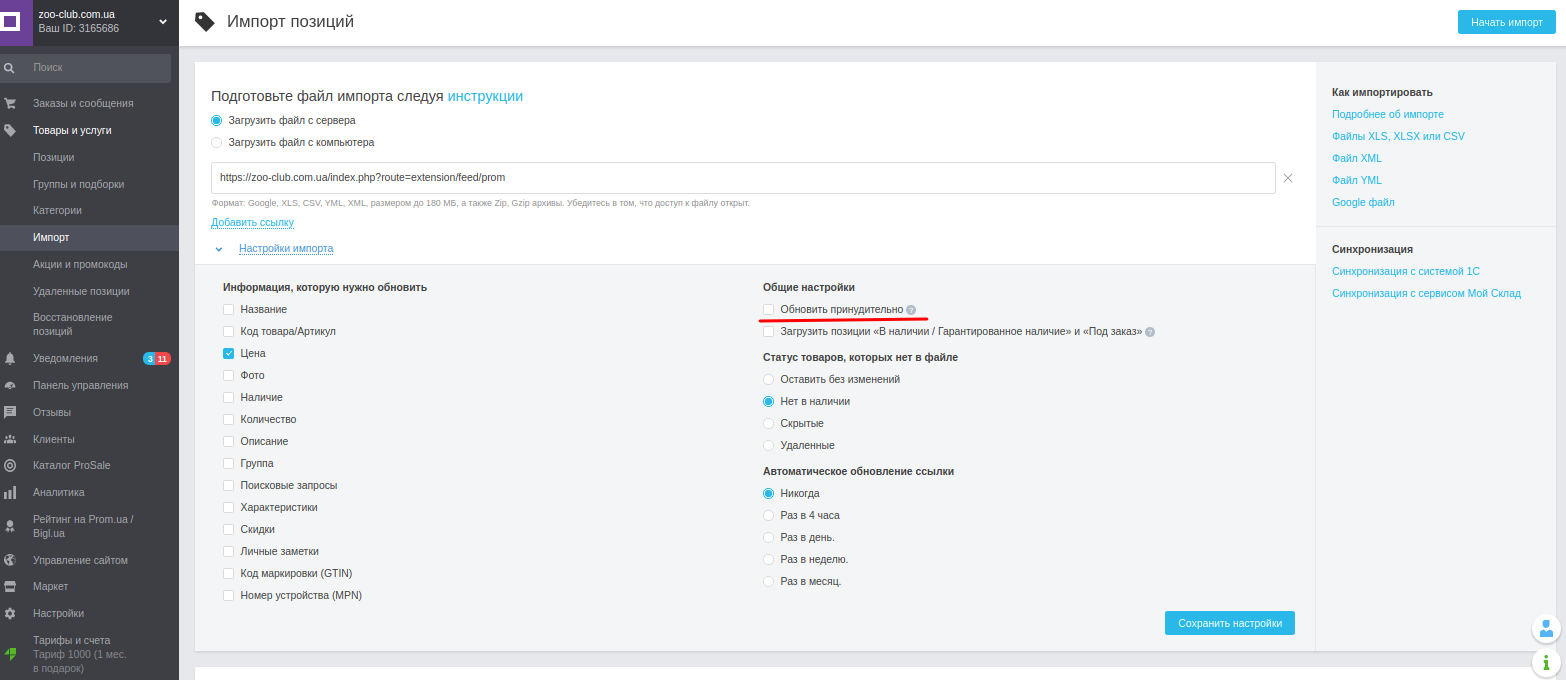 zoo-club.com.ua
Ваш ID: 3165686
Поиск
Заказы и сообщения
Товары и услуги
Позиции
Группы и подборки
Категории
Импорт
Акции и промокоды
Удаленные позиции
Восстановление
позиций
Уведомления
3 11
Панель управления
Отзывы
Клиенты
Каталог ProSale
Аналитика
Рейтинг на Prom.ua /
Bigl.ua
Управление сайтом
Маркет
Настройки
Тарифы и счета
Тариф 1000 (1 мес.
в подарок)
Импорт позиций
Начать импорт
Подготовьте файл импорта следуя инструкции
Загрузить файл с сервера
Загрузить файл с компьютера
https://zoo-club.com.ua/index.php?route=extension/feed/prom
Формат: Google, XLS, CSV, YML, XML, размером до 180 МБ, а также Zip, Gzip архивы. Убедитесь в том, что доступ к файлу открыт.
Добавить ссылку
Настройки импорта
Информация, которую нужно обновить
Название
Код товара/Артикул
Цена
Фото
Наличие
Количество
Описание
Группа
Поисковые запросы
Характеристики
Скидки
Личные заметки
Код маркировки (GTIN)
Номер устройства (MPN)
Общие настройки
Обновить принудительно ?
Загрузить позиции «В наличии / Гарантированное наличие» и «Под заказ» ?
Статус товаров, которых нет в файле
Оставить без изменений
Нет в наличии
Скрытые
Удаленные
Автоматическое обновление ссылки
Никогда
Раз в 4 часа
Раз в день.
Раз в неделю.
Раз в месяц.
Сохранить настройки
Как импортировать
Подробнее об импорте
Файлы XLS, XLSX или CSV
Файл XML
Файл YML
Google файл
Синхронизация
Синхронизация с системой 1С
Синхронизация с сервисом Мой Склад